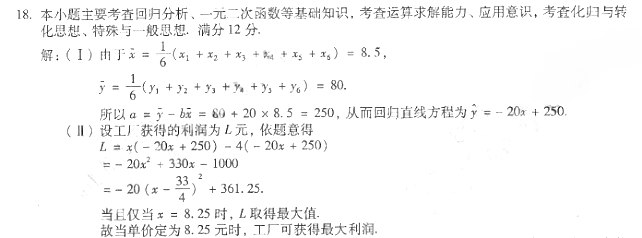 18. 本小题主要考查回归分析、一元二次函数等基础知识，考查运算求解能力、应用意识，考查化归与转
化思想、特殊与一般思想. 满分 12 分.
解：(Ⅰ) 由于 x̄ = 1/6 (x₁ + x₂ + x₃ + x₄ + x₅ + x₆) = 8.5，
ȳ = 1/6 (y₁ + y₂ + y₃ + y₄ + y₅ + y₆) = 80.
所以 a = ȳ - bx̄ = 80 + 20 × 8.5 = 250，从而回归直线方程为 ŷ = - 20x + 250.
(Ⅱ) 设工厂获得的利润为 L 元，依题意得
L = x( - 20x + 250) - 4( - 20x + 250)
= - 20x² + 330x - 1000
= - 20 (x - 33/4)² + 361.25.
当且仅当 x = 8.25 时，L 取得最大值.
故当单价定为 8.25 元时，工厂可获得最大利润.